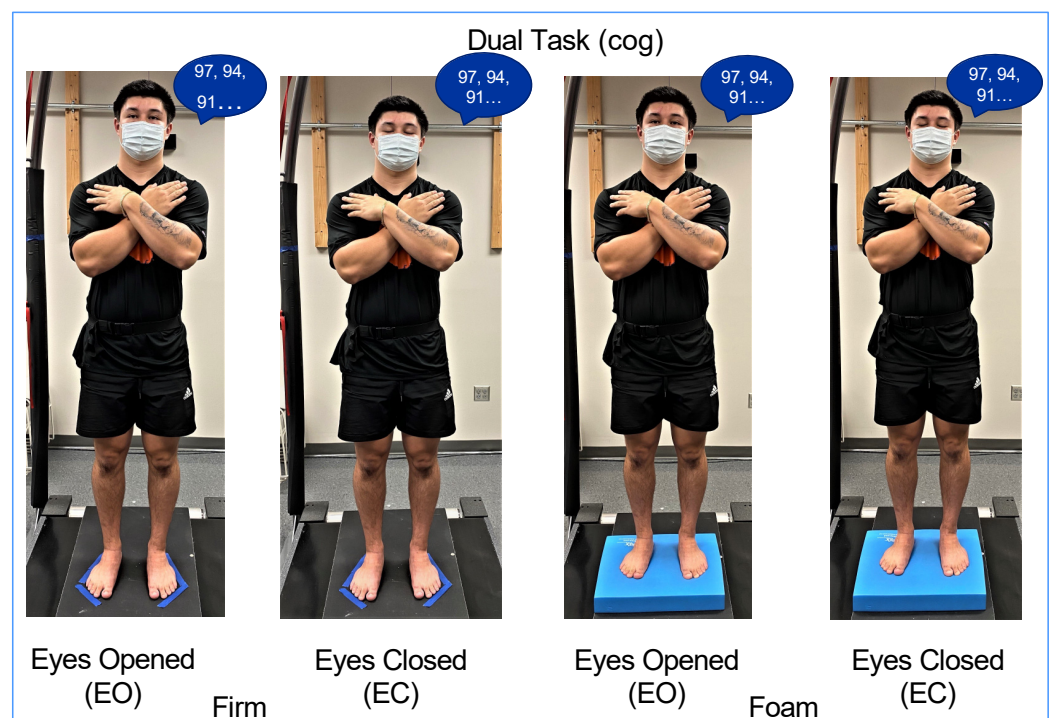 Dual Task (cog)
97, 94,
91...
97, 94,
91...
97, 94,
91...
97, 94,
91...
Eyes Opened
(EO)
Eyes Closed
(EC)
Eyes Opened
(EO)
Eyes Closed
(EC)
Firm
Foam